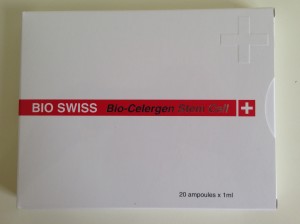 BIO SWISS Bio-Celergen Stem cell
20 ampoules x 1ml